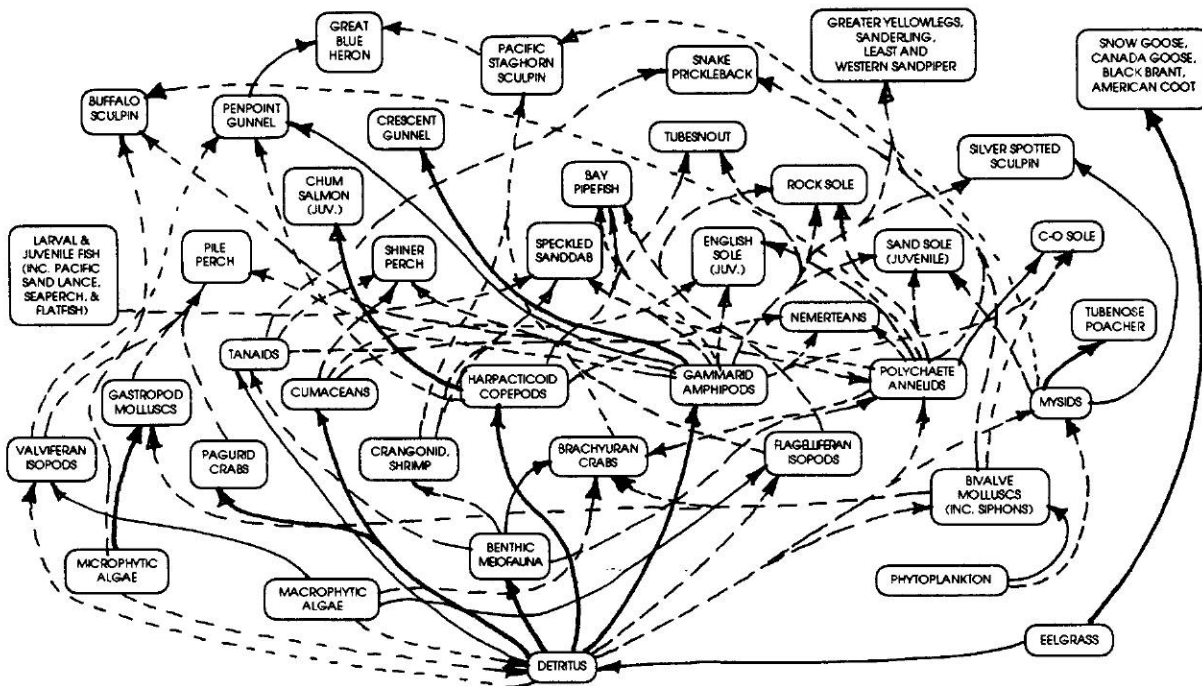 GREAT
BLUE
HERON
PACIFIC
STAGHORN
SCULPIN
SNAKE
PRICKLEBACK
GREATER YELLOWLEGS,
SANDERLING,
LEAST AND
WESTERN SANDPIPER
SNOW GOOSE,
CANADA GOOSE,
BLACK BRANT,
AMERICAN COOT
BUFFALO
SCULPIN
PENPOINT
GUNNEL
CRESCENT
GUNNEL
TUBESNOUT
SILVER SPOTTED
SCULPIN
CHUM
SALMON
(JUV.)
BAY
PIPEFISH
ROCK SOLE
LARVAL &
JUVENILE FISH
(INC. PACIFIC
SAND LANCE,
SEAPERCH, &
FLATFISH)
PILE
PERCH
SHINER
PERCH
SPECKLED
SANDDAB
ENGLISH
SOLE
(JUV.)
SAND SOLE
(JUVENILE)
C-O SOLE
NEMERTEANS
TUBENOSE
POACHER
TANAIDS
CUMACEANS
HARPACTICOID
COPEPODS
GAMMARID
AMPHIPODS
POLYCHAETE
ANNELIDS
MYSIDS
GASTROPOD
MOLLUSCS
VALVIFERAN
ISOPODS
PAGURID
CRABS
CRANGONID,
SHRIMP
BRACHYURAN
CRABS
FLAGELLIFERAN
ISOPODS
BIVALVE
MOLLUSCS
(INC. SIPHONS)
MICROPHYTIC
ALGAE
MACROPHYTIC
ALGAE
BENTHIC
MEIOFAUNA
PHYTOPLANKTON
DETRITUS
EELGRASS